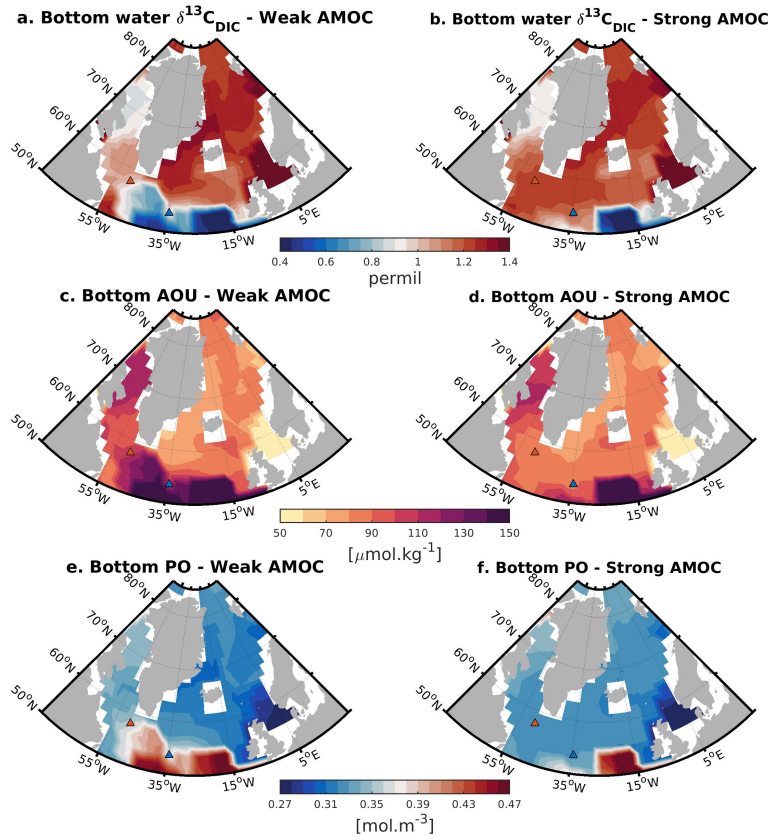 a. Bottom water δ¹³C_DIC - Weak AMOC
b. Bottom water δ¹³C_DIC - Strong AMOC
80°N
70°N
60°N
50°N
55°W
35°W
15°W
5°E
80°N
70°N
60°N
50°N
55°W
35°W
15°W
5°E
0.4 0.6 0.8 1 1.2 1.4
permil
c. Bottom AOU - Weak AMOC
d. Bottom AOU - Strong AMOC
80°N
70°N
60°N
50°N
55°W
35°W
15°W
5°E
80°N
70°N
60°N
50°N
55°W
35°W
15°W
5°E
50 70 90 110 130 150
[μmol.kg⁻¹]
e. Bottom PO - Weak AMOC
f. Bottom PO - Strong AMOC
80°N
70°N
60°N
50°N
55°W
35°W
15°W
5°E
80°N
70°N
60°N
50°N
55°W
35°W
15°W
5°E
0.27 0.31 0.35 0.39 0.43 0.47
[mol.m⁻³]